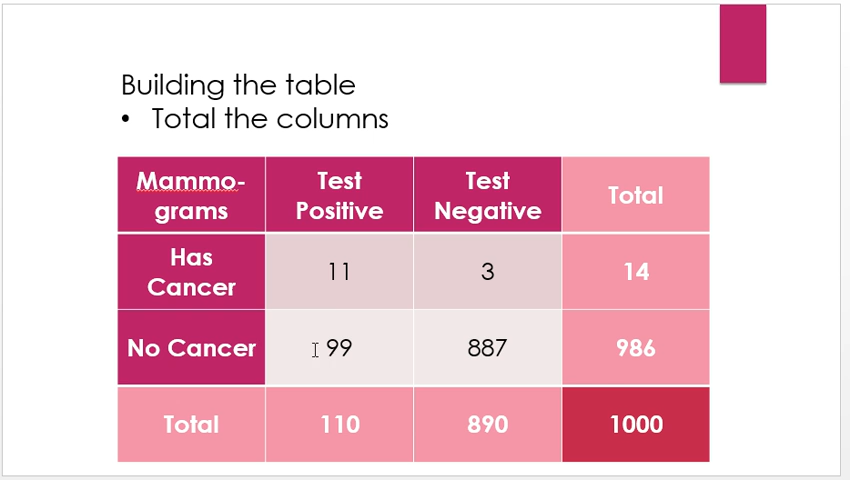 Building the table
• Total the columns
Mammo- Test Test Total
grams Positive Negative
Has 11 3 14
Cancer
No Cancer 99 887 986
Total 110 890 1000